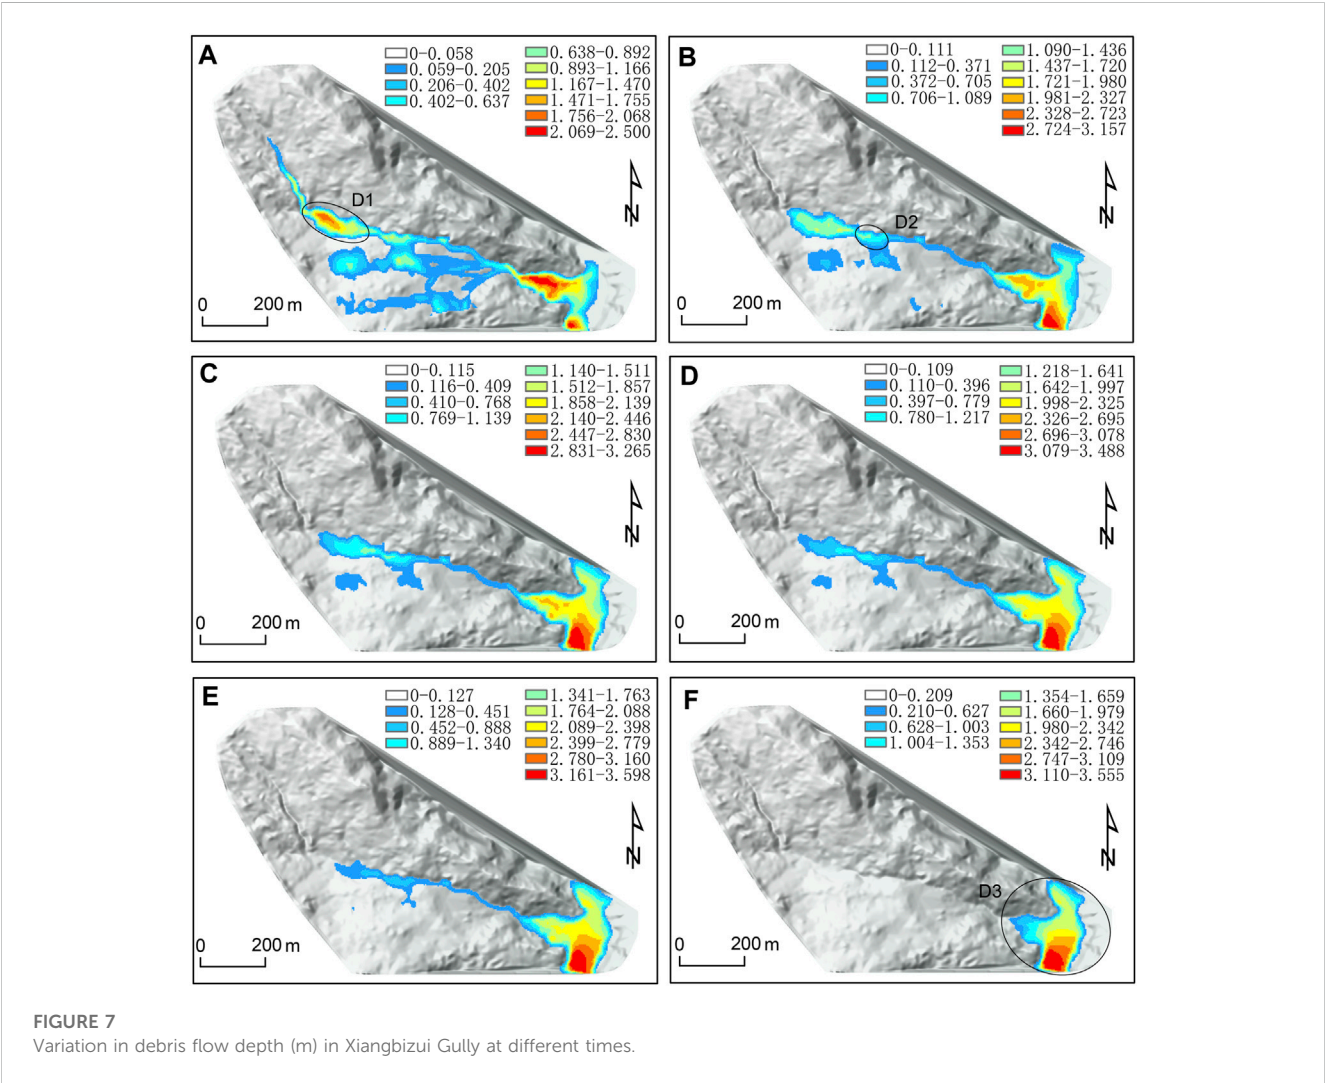 A
0-0.058
0.059-0.205
0.206-0.402
0.402-0.637
0.638-0.892
0.893-1.166
1.167-1.470
1.471-1.755
1.756-2.068
2.069-2.500
D1
N
0 200 m
B
0-0.111
0.112-0.371
0.372-0.705
0.706-1.089
1.090-1.436
1.437-1.720
1.721-1.980
1.981-2.327
2.328-2.723
2.724-3.157
D2
N
0 200 m
C
0-0.115
0.116-0.409
0.410-0.768
0.769-1.139
1.140-1.511
1.512-1.857
1.858-2.139
2.140-2.446
2.447-2.830
2.831-3.265
N
0 200 m
D
0-0.109
0.110-0.396
0.397-0.779
0.780-1.217
1.218-1.641
1.642-1.997
1.998-2.325
2.326-2.695
2.696-3.078
3.079-3.488
N
0 200 m
E
0-0.127
0.128-0.451
0.452-0.888
0.889-1.340
1.341-1.763
1.764-2.088
2.089-2.398
2.399-2.779
2.780-3.160
3.161-3.598
N
0 200 m
F
0-0.209
0.210-0.627
0.628-1.003
1.004-1.353
1.354-1.659
1.660-1.979
1.980-2.342
2.342-2.746
2.747-3.109
3.110-3.555
D3
N
0 200 m
FIGURE 7
Variation in debris flow depth (m) in Xiangbizui Gully at different times.